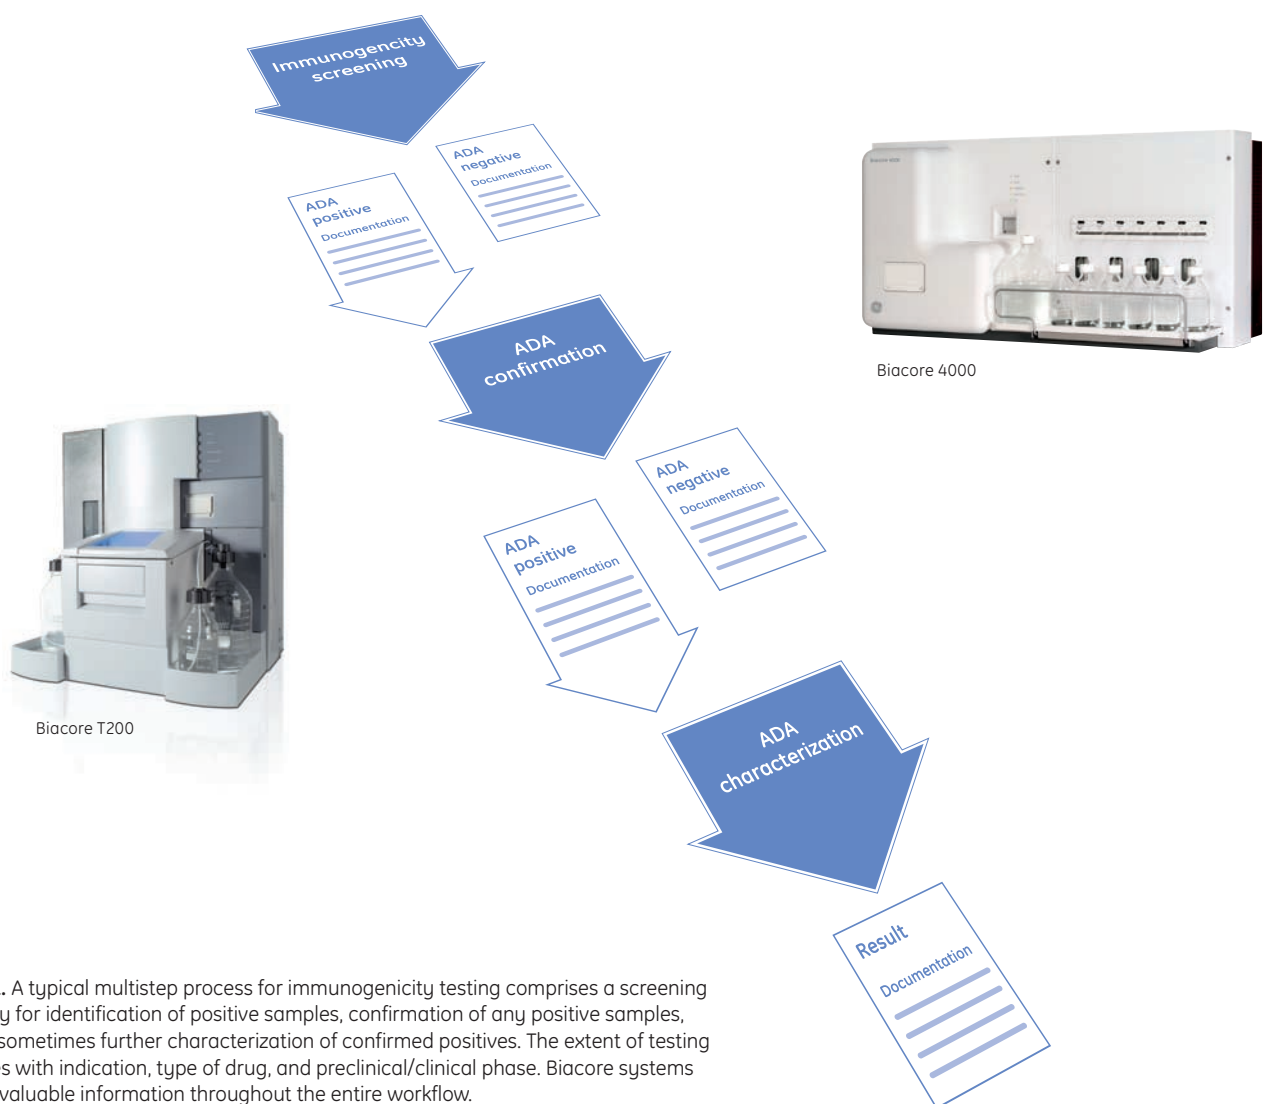 Immunogencity
screening
ADA
negative
Documentation
ADA
positive
Documentation
ADA
confirmation
Biacore 4000
ADA
negative
Documentation
ADA
positive
Documentation
Biacore T200
ADA
characterization
Result
Documentation
. A typical multistep process for immunogenicity testing comprises a screening
y for identification of positive samples, confirmation of any positive samples,
sometimes further characterization of confirmed positives. The extent of testing
es with indication, type of drug, and preclinical/clinical phase. Biacore systems
valuable information throughout the entire workflow.